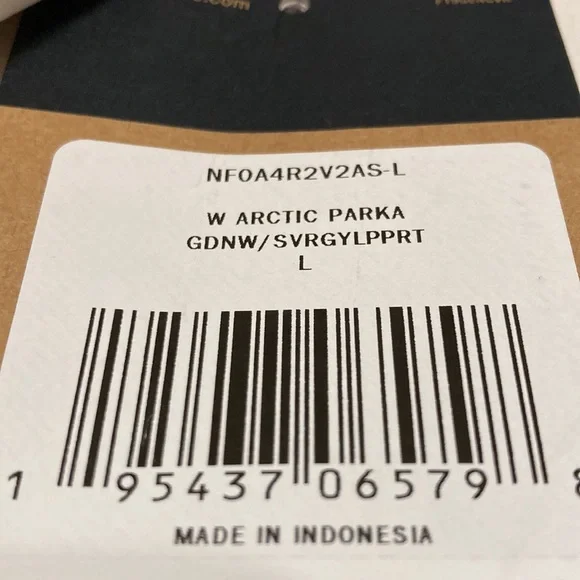 NF0A4R2V2AS-L
W ARCTIC PARKA
GDNW/SVRGYLPPRT
L
1 95437 06579 8
MADE IN INDONESIA